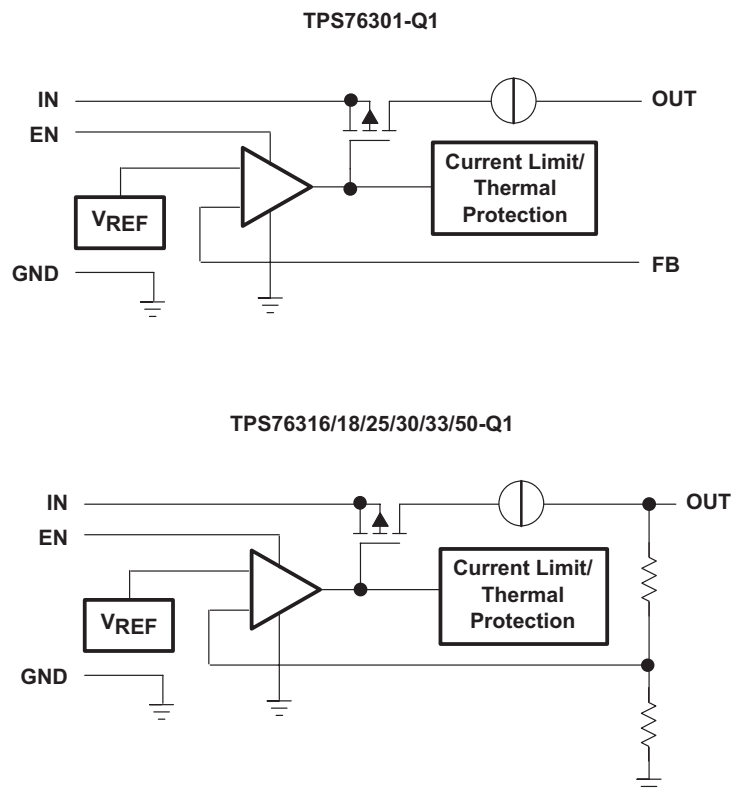 TPS76301-Q1
IN
OUT
EN
Current Limit/
Thermal
Protection
VREF
GND
FB
TPS76316/18/25/30/33/50-Q1
IN
OUT
EN
Current Limit/
Thermal
Protection
VREF
GND